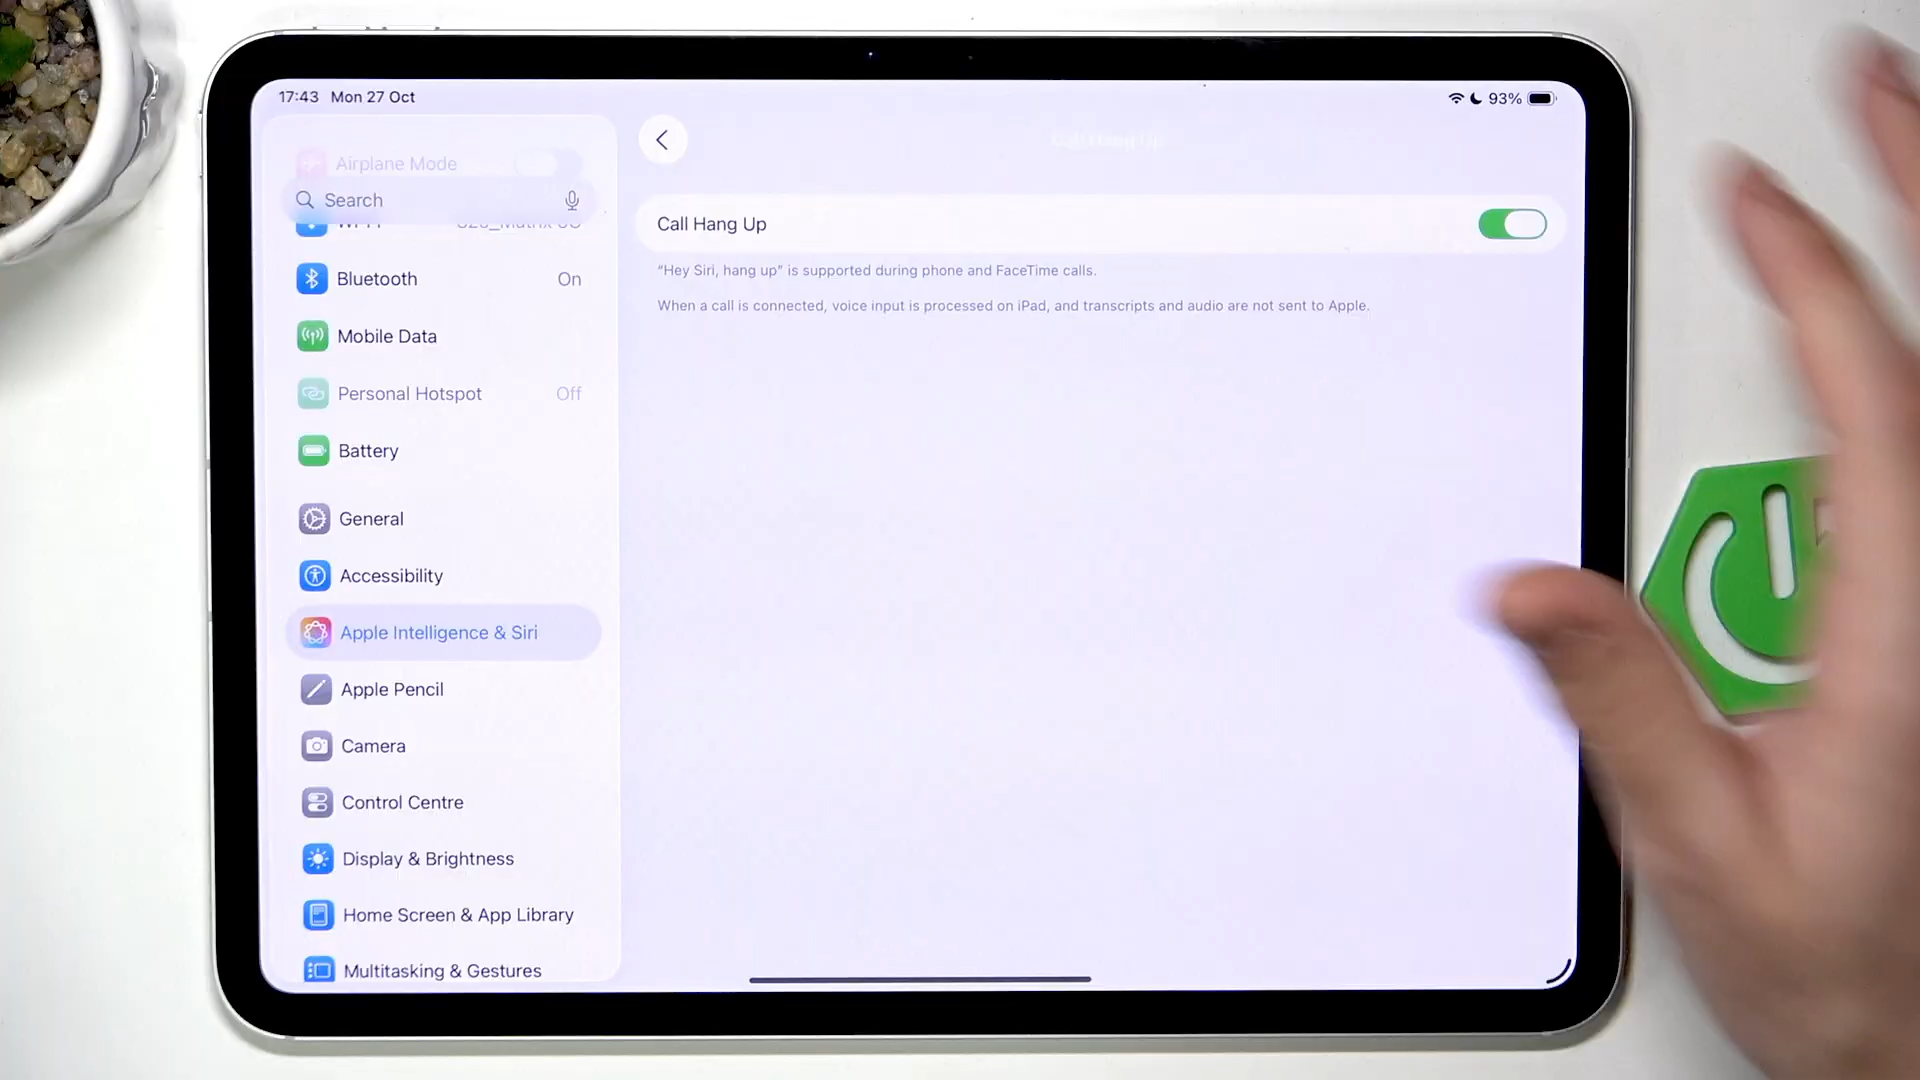 17:43 Mon 27 Oct
93%
Airplane Mode
Search
Bluetooth On
Mobile Data
Personal Hotspot Off
Battery
General
Accessibility
Apple Intelligence & Siri
Apple Pencil
Camera
Control Centre
Display & Brightness
Home Screen & App Library
Multitasking & Gestures
Call Hang Up
Call Hang Up
"Hey Siri, hang up" is supported during phone and FaceTime calls.
When a call is connected, voice input is processed on iPad, and transcripts and audio are not sent to Apple.